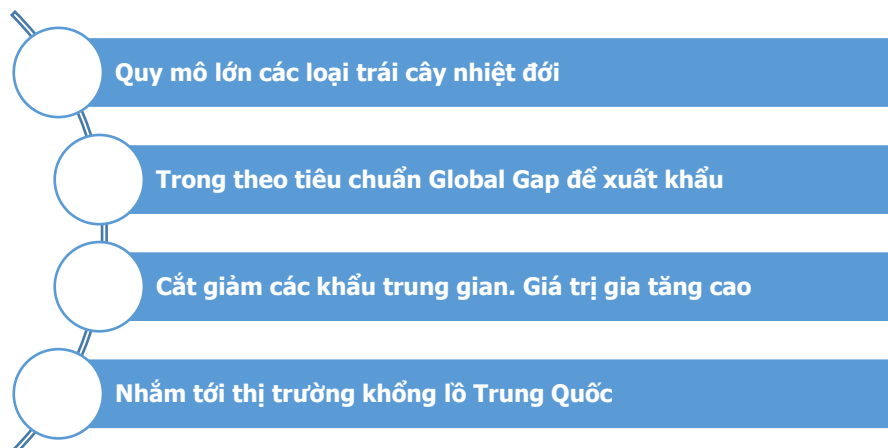 Quy mô lớn các loại trái cây nhiệt đới
Trong theo tiêu chuẩn Global Gap để xuất khẩu
Cắt giảm các khẩu trung gian. Giá trị gia tăng cao
Nhắm tới thị trường khổng lồ Trung Quốc